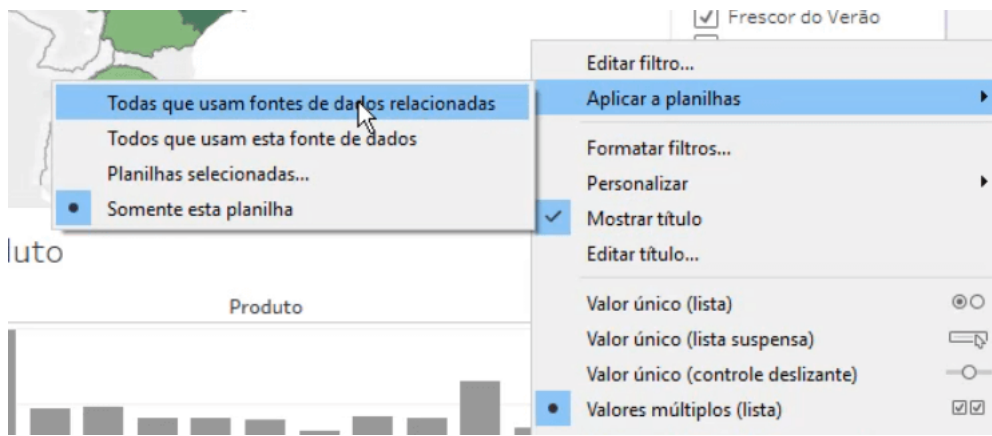 Frescor do Verão
Editar filtro...
Aplicar a planilhas
Todas que usam fontes de dados relacionadas
Todos que usam esta fonte de dados
Planilhas selecionadas...
Somente esta planilha
Formatar filtros...
Personalizar
Mostrar título
Editar título...
luto
Produto
Valor único (lista)
Valor único (lista suspensa)
Valor único (controle deslizante)
Valores múltiplos (lista)